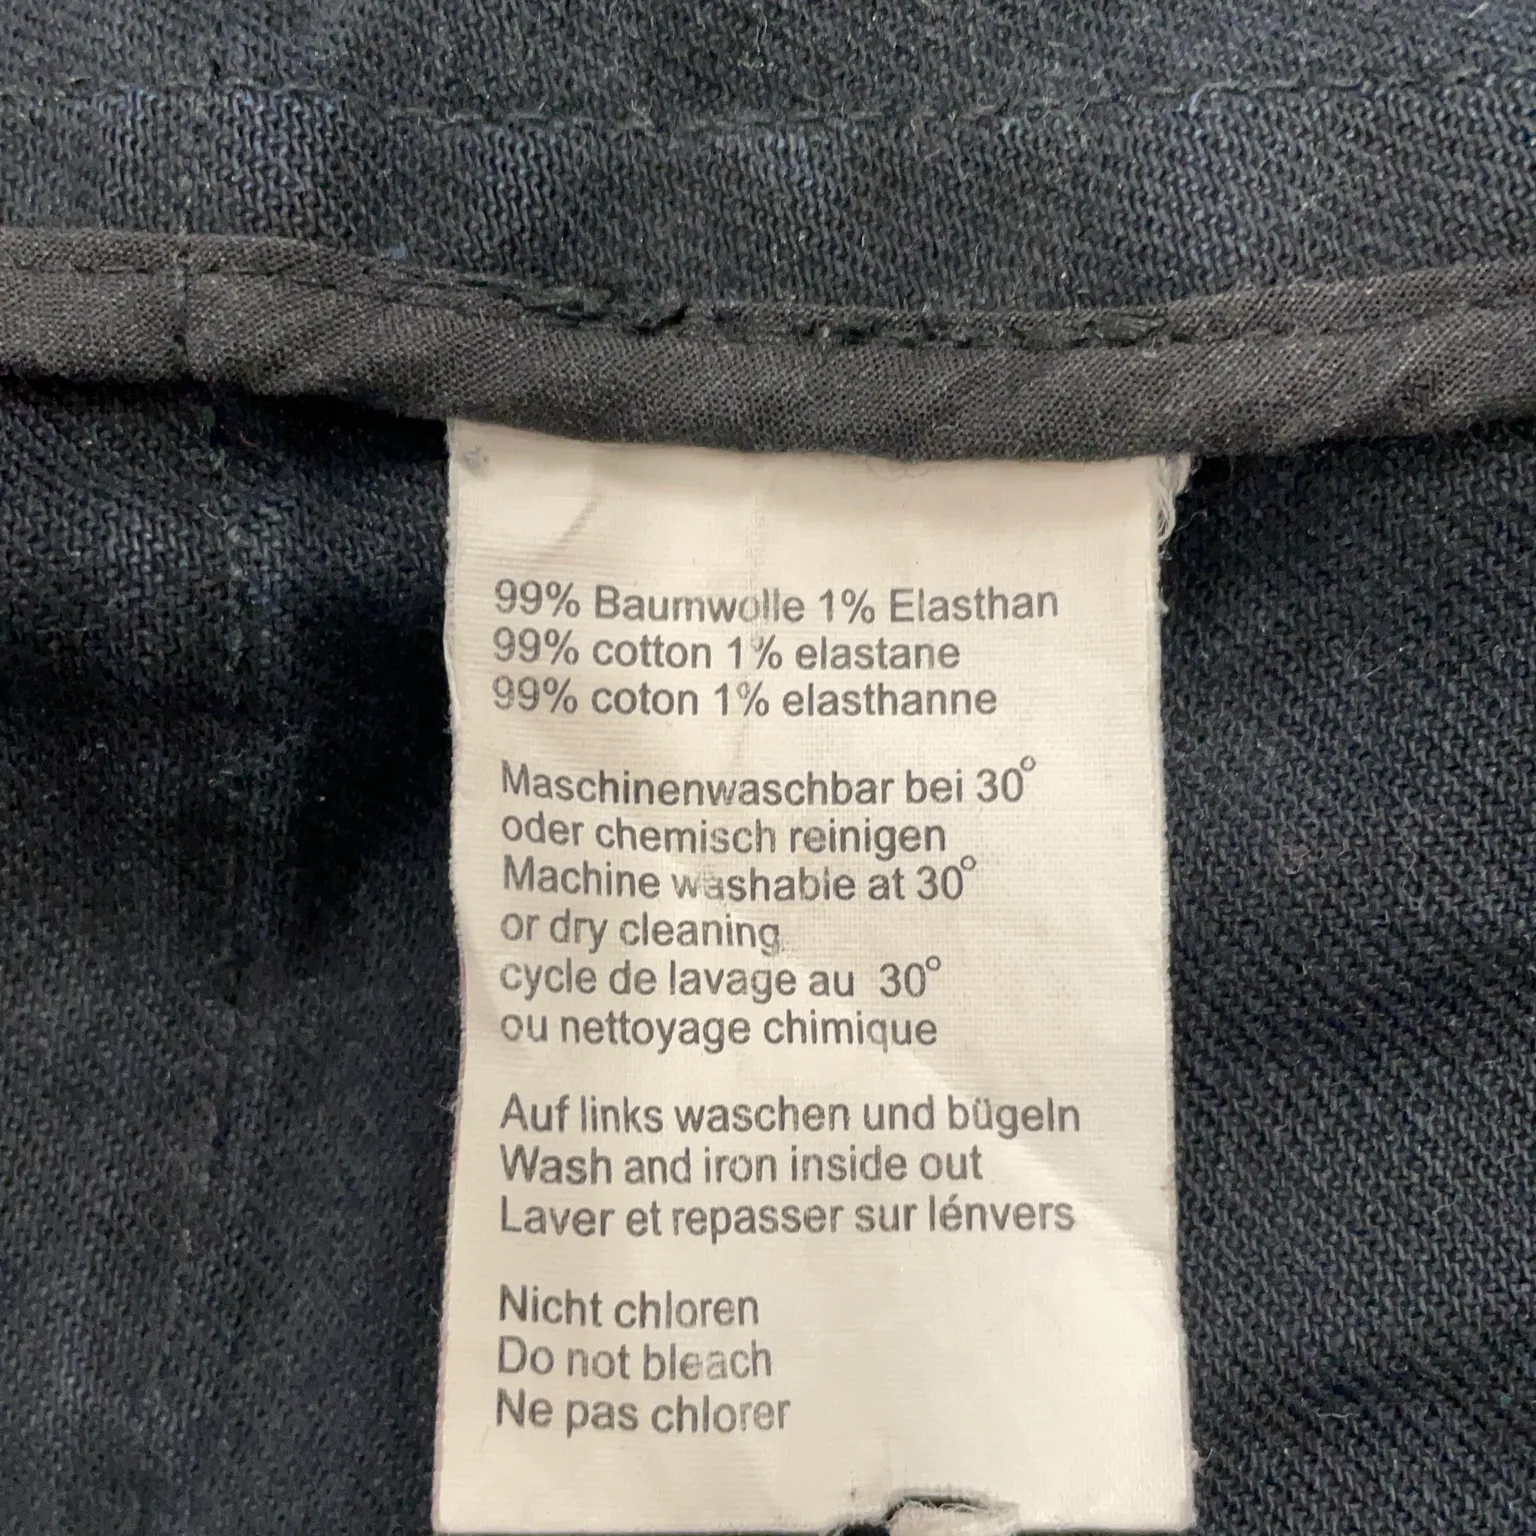 99% Baumwolle 1% Elasthan
99% cotton 1% elastane
99% coton 1% elasthanne
Maschinenwaschbar bei 30°
oder chemisch reinigen
Machine washable at 30°
or dry cleaning
cycle de lavage au 30°
ou nettoyage chimique
Auf links waschen und bügeln
Wash and iron inside out
Laver et repasser sur lénvers
Nicht chloren
Do not bleach
Ne pas chlorer